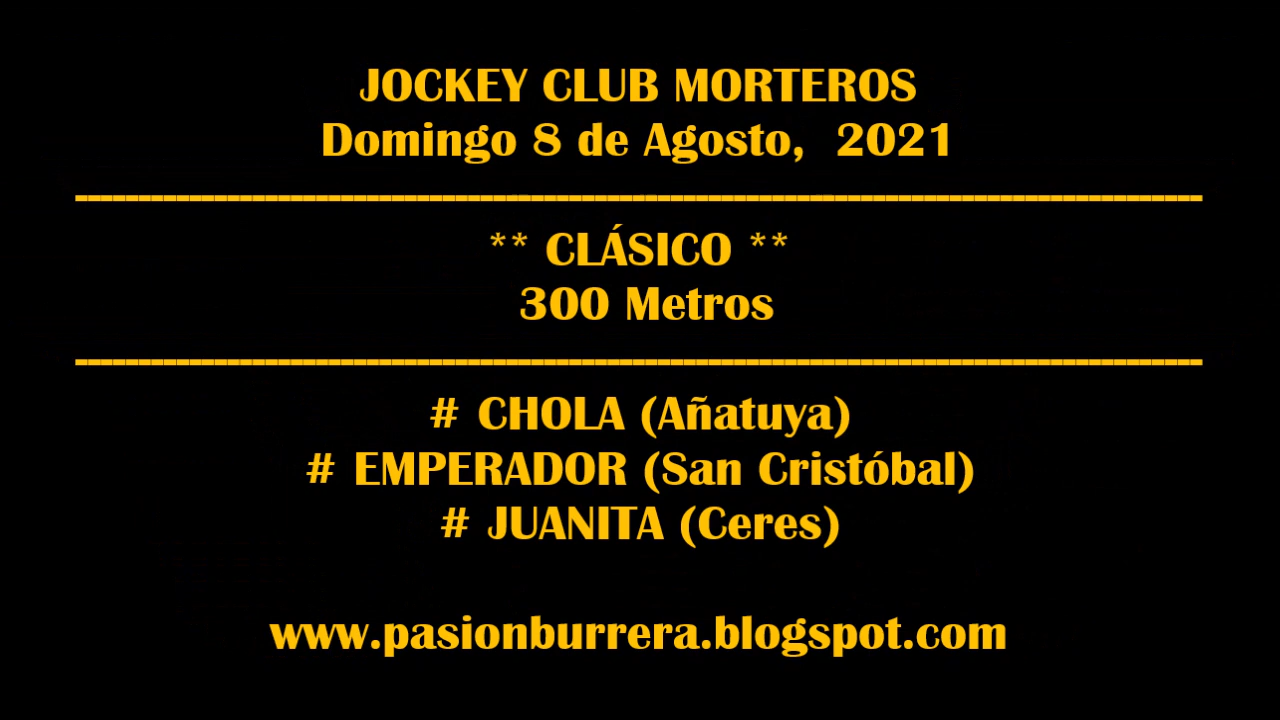 JOCKEY CLUB MORTEROS
Domingo 8 de Agosto,  2021
** CLÁSICO **
300 Metros
# CHOLA (Añatuya)
# EMPERADOR (San Cristóbal)
# JUANITA (Ceres)
www.pasionburrera.blogspot.com